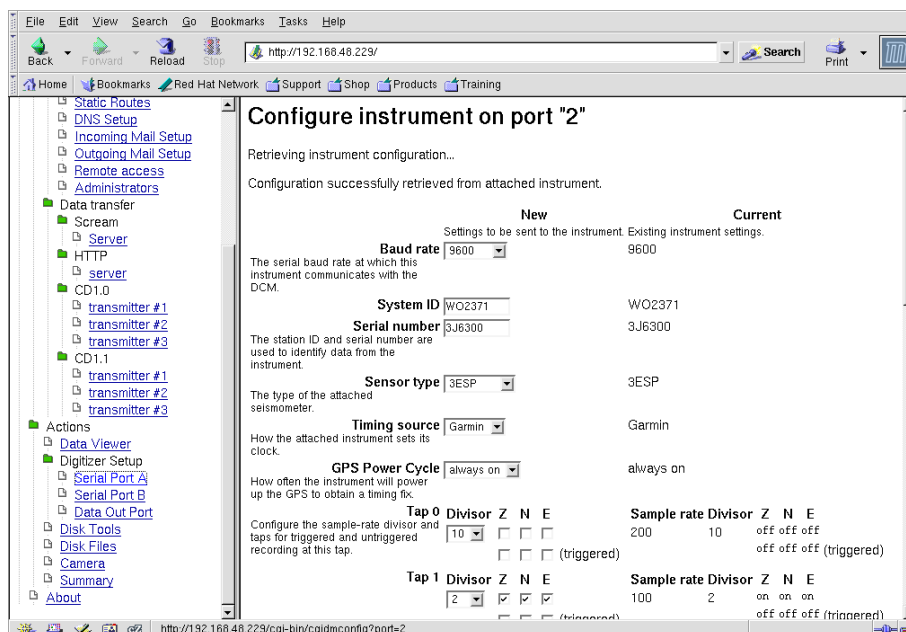 File Edit View Search Go Bookmarks Tasks Help
Back Forward Reload Stop http://192.168.48.229/ Search Print
Home Bookmarks Red Hat Network Support Shop Products Training
Static Routes
DNS Setup
Incoming Mail Setup
Outgoing Mail Setup
Remote access
Administrators
Data transfer
Scream
Server
HTTP
server
CD1.0
transmitter #1
transmitter #2
transmitter #3
CD1.1
transmitter #1
transmitter #2
transmitter #3
Actions
Data Viewer
Digitizer Setup
Serial Port A
Serial Port B
Data Out Port
Disk Tools
Disk Files
Camera
Summary
About
Configure instrument on port "2"
Retrieving instrument configuration...
Configuration successfully retrieved from attached instrument.
New Current
Settings to be sent to the instrument. Existing instrument settings.
Baud rate 9600 9600
The serial baud rate at which this
instrument communicates with the
DCM.
System ID WO2371 WO2371
Serial number 3J6300 3J6300
The station ID and serial number are
used to identify data from the
instrument.
Sensor type 3ESP 3ESP
The type of the attached
seismometer.
Timing source Garmin Garmin
How the attached instrument sets its
clock.
GPS Power Cycle always on always on
How often the instrument will power
up the GPS to obtain a timing fix.
Tap 0 Divisor Z N E Sample rate Divisor Z N E
Configure the sample-rate divisor and
taps for triggered and untriggered
recording at this tap.
10 200 10 off off off
(triggered) off off off (triggered)
Tap 1 Divisor Z N E Sample rate Divisor Z N E
2 100 2 on on on
(triggered) off off off (triggered)
http://192.168.48.229/cgi-bin/cgidmconfig?port=2